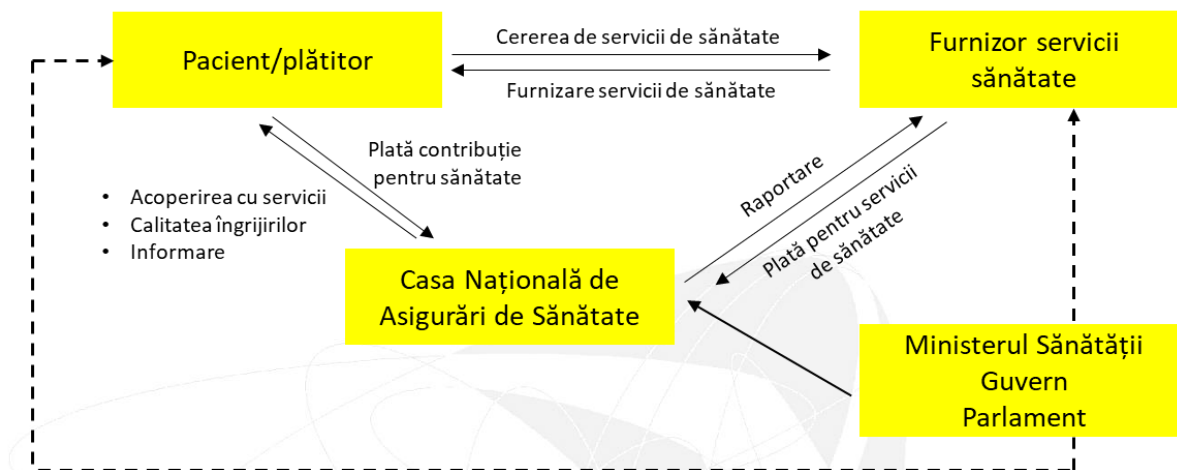 Pacient/plătitor
Cererea de servicii de sănătate
Furnizare servicii de sănătate
Furnizor servicii
sănătate
Plată contribuție
pentru sănătate
• Acoperirea cu servicii
• Calitatea îngrijirilor
• Informare
Raportare
Plată pentru servicii
de sănătate
Casa Națională de
Asigurări de Sănătate
Ministerul Sănătății
Guvern
Parlament